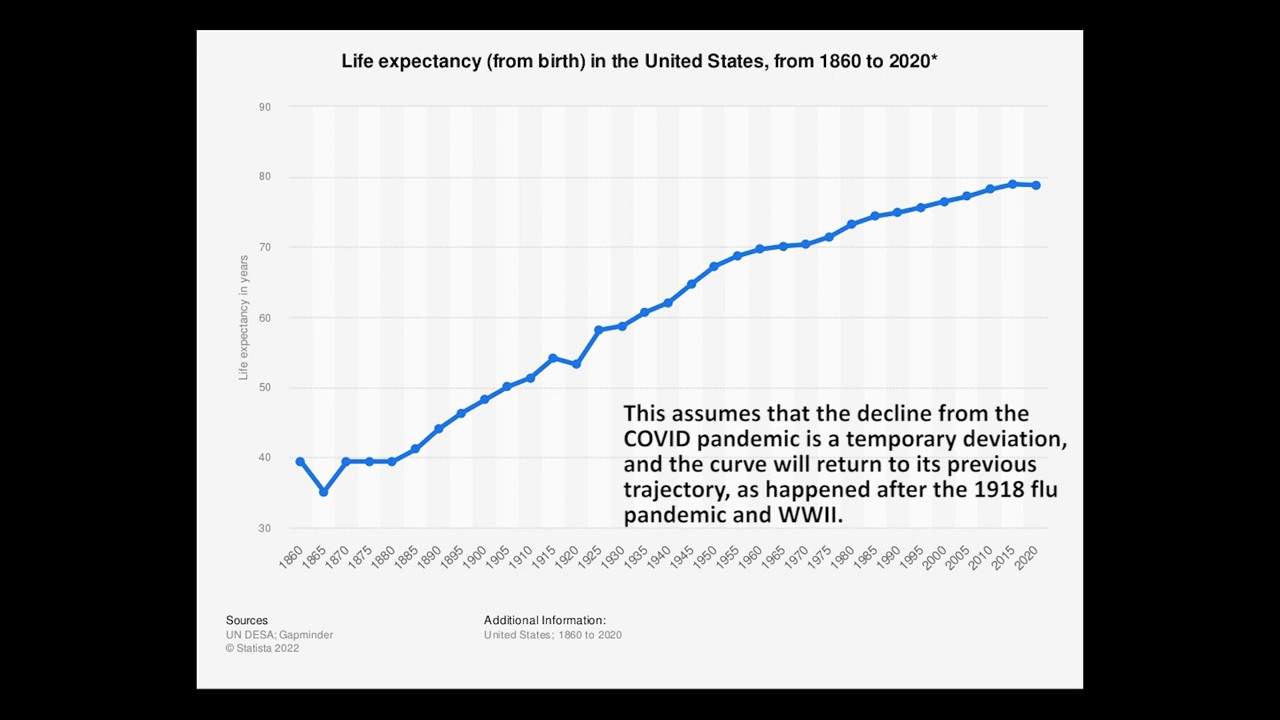 Life expectancy (from birth) in the United States, from 1860 to 2020*
90
80
70
60
50
40
30
Life expectancy in years
This assumes that the decline from the
COVID pandemic is a temporary deviation,
and the curve will return to its previous
trajectory, as happened after the 1918 flu
pandemic and WWII.
1860 1865 1870 1875 1880 1885 1890 1895 1900 1905 1910 1915 1920 1925 1930 1935 1940 1945 1950 1955 1960 1965 1970 1975 1980 1985 1990 1995 2000 2005 2010 2015 2020
Sources
UN DESA; Gapminder
© Statista 2022
Additional Information:
United States; 1860 to 2020